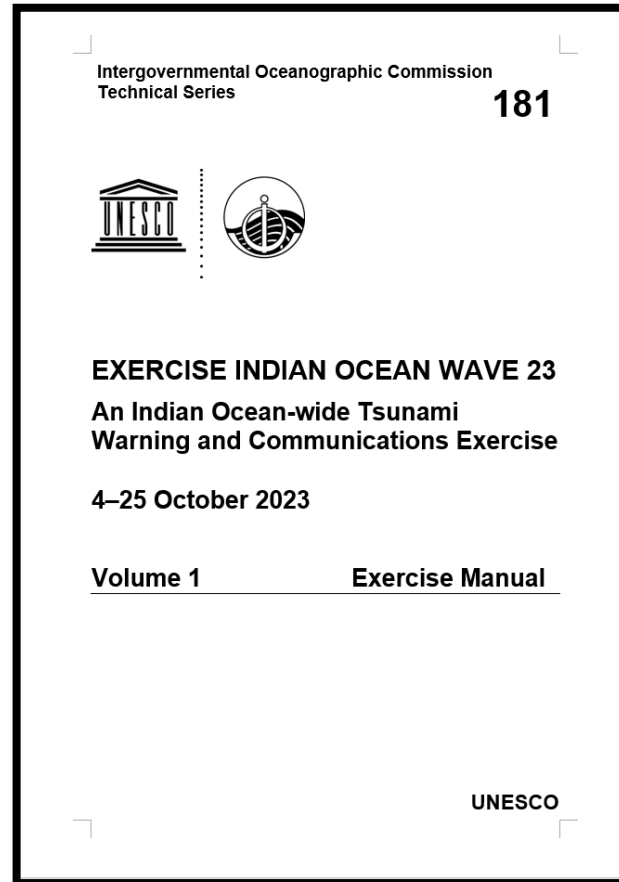 Intergovernmental Oceanographic Commission
Technical Series
181
UNESCO
EXERCISE INDIAN OCEAN WAVE 23
An Indian Ocean-wide Tsunami
Warning and Communications Exercise
4–25 October 2023
Volume 1 Exercise Manual
UNESCO